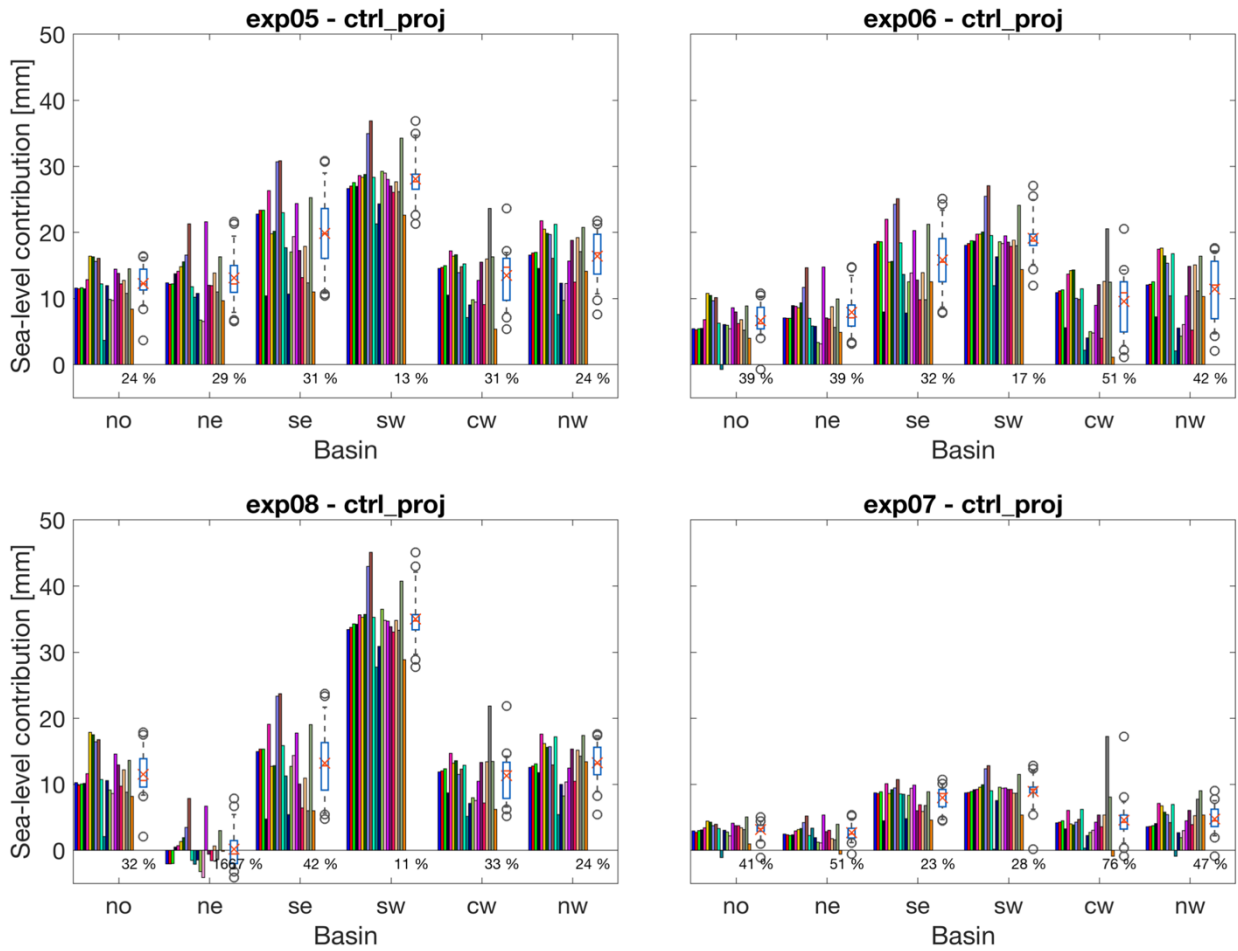 exp05 - ctrl_proj
exp06 - ctrl_proj
Sea-level contribution [mm]
50
40
30
20
10
0
24 % 29 % 31 % 13 % 31 % 24 %
no ne se sw cw nw
Basin
39 % 39 % 32 % 17 % 51 % 42 %
no ne se sw cw nw
Basin
exp08 - ctrl_proj
exp07 - ctrl_proj
Sea-level contribution [mm]
50
40
30
20
10
0
32 % 42 % 11 % 33 % 24 %
no ne se sw cw nw
Basin
41 % 51 % 23 % 28 % 76 % 47 %
no ne se sw cw nw
Basin